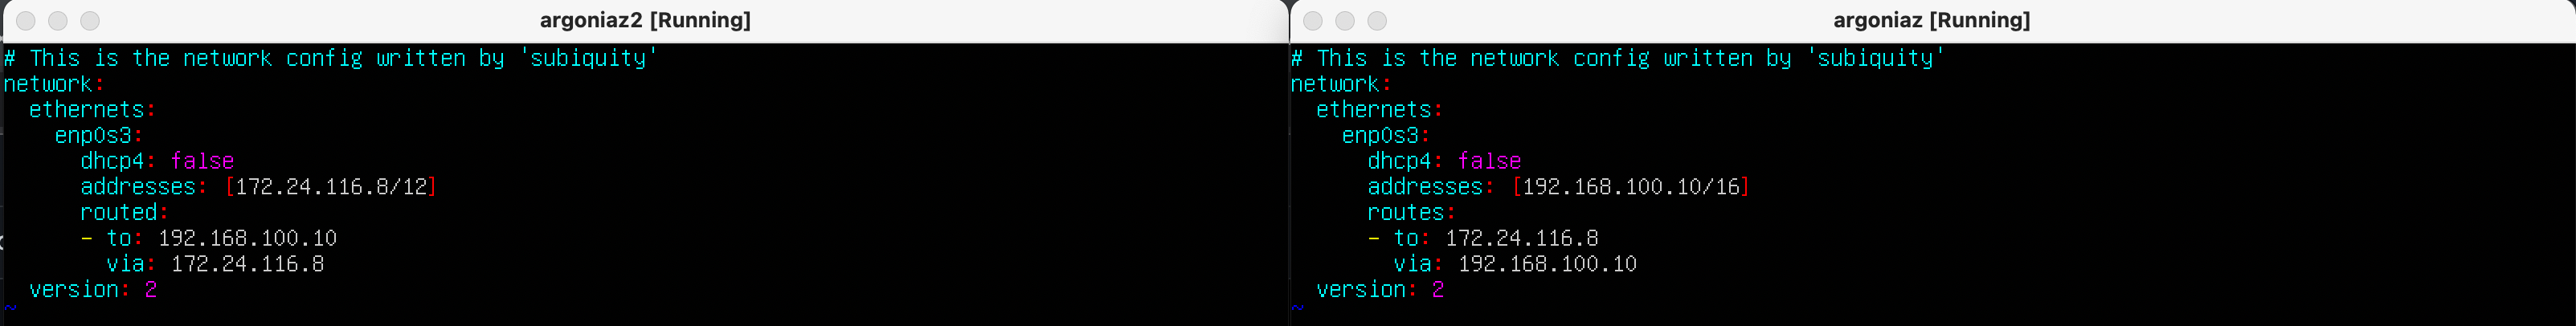 argoniaz2 [Running]
# This is the network config written by 'subiquity'
network:
  ethernets:
    enp0s3:
      dhcp4: false
      addresses: [172.24.116.8/12]
      routed:
      - to: 192.168.100.10
        via: 172.24.116.8
  version: 2
~
argoniaz [Running]
# This is the network config written by 'subiquity'
network:
  ethernets:
    enp0s3:
      dhcp4: false
      addresses: [192.168.100.10/16]
      routes:
      - to: 172.24.116.8
        via: 192.168.100.10
  version: 2
~